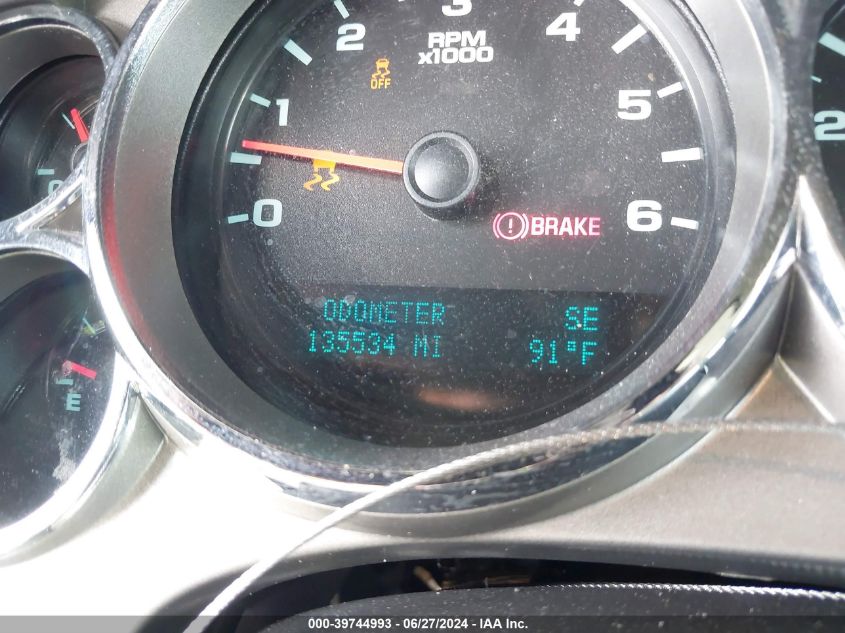 3
2
4
RPM
x1000
OFF
1
5
2
0
BRAKE
6
ODOMETER SE
135534 MI 91°F
E
000-39744993 - 06/27/2024 - IAA, Inc.